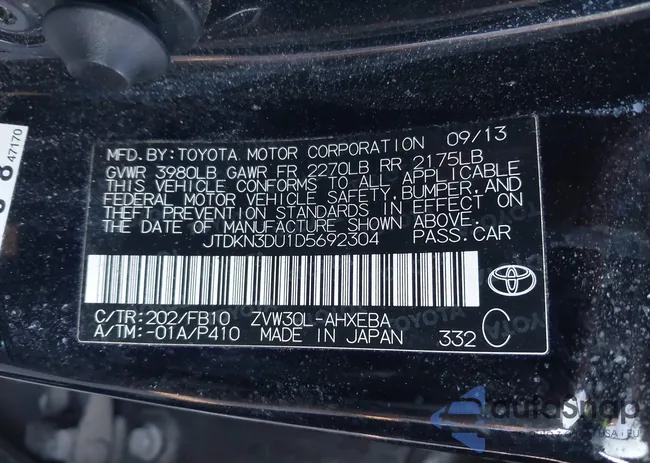 47170
MFD.BY:TOYOTA MOTOR CORPORATION 09/13
GVWR 3980LB GAWR FR 2270LB RR 2175LB
THIS VEHICLE CONFORMS TO ALL APPLICABLE
FEDERAL MOTOR VEHICLE SAFETY,BUMPER,AND
THEFT PREVENTION STANDARDS IN EFFECT ON
THE DATE OF MANUFACTURE SHOWN ABOVE.
JTDKN3DU1D5692304 PASS.CAR
C/TR:202/FB10 ZVW30L-AHXEBA
A/TM:-01A/P410 MADE IN JAPAN 332 C
autosnap